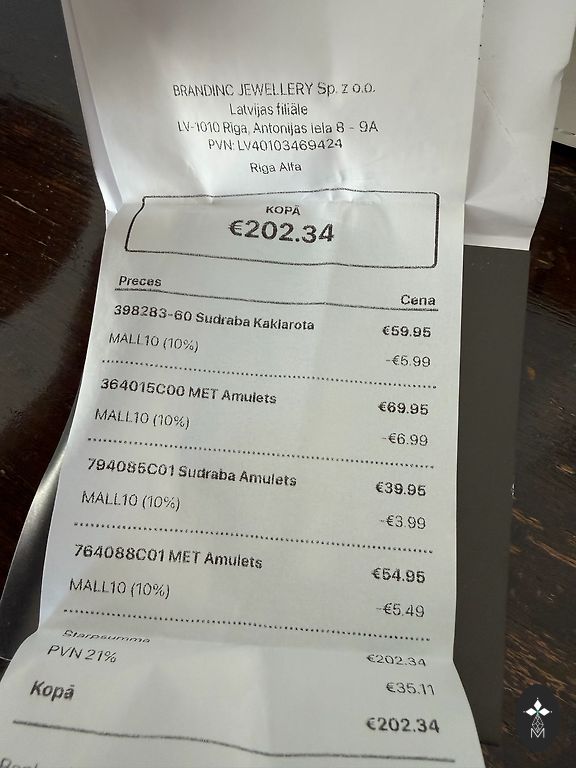 BRANDINC JEWELLERY Sp. z o.o.
Latvijas filiāle
LV-1010 Rīga, Antonijas iela 8 - 9A
PVN: LV40103469424
Riga Alfa
KOPĀ
€202.34
Preces Cena
398283-60 Sudraba Kaklarota €59.95
MALL10 (10%) -€5.99
364015C00 MET Amulets €69.95
MALL10 (10%) -€6.99
794085C01 Sudraba Amulets €39.95
MALL10 (10%) -€3.99
764088C01 MET Amulets €54.95
MALL10 (10%) -€5.49
Starpsumma €202.34
PVN 21% €35.11
Kopā €202.34
M